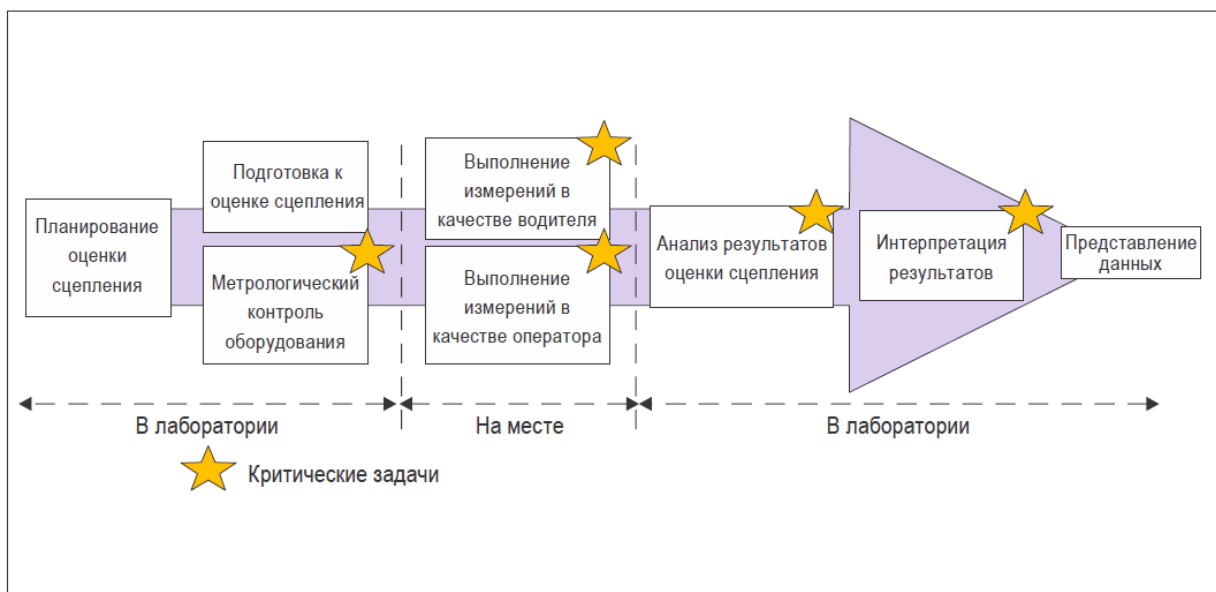 Планирование
оценки
сцепления
Подготовка к
оценке сцепления
Метрологический
контроль
оборудования
Выполнение
измерений в
качестве водителя
Выполнение
измерений в
качестве оператора
Анализ результатов
оценки сцепления
Интерпретация
результатов
Представление
данных
В лаборатории
На месте
В лаборатории
Критические задачи